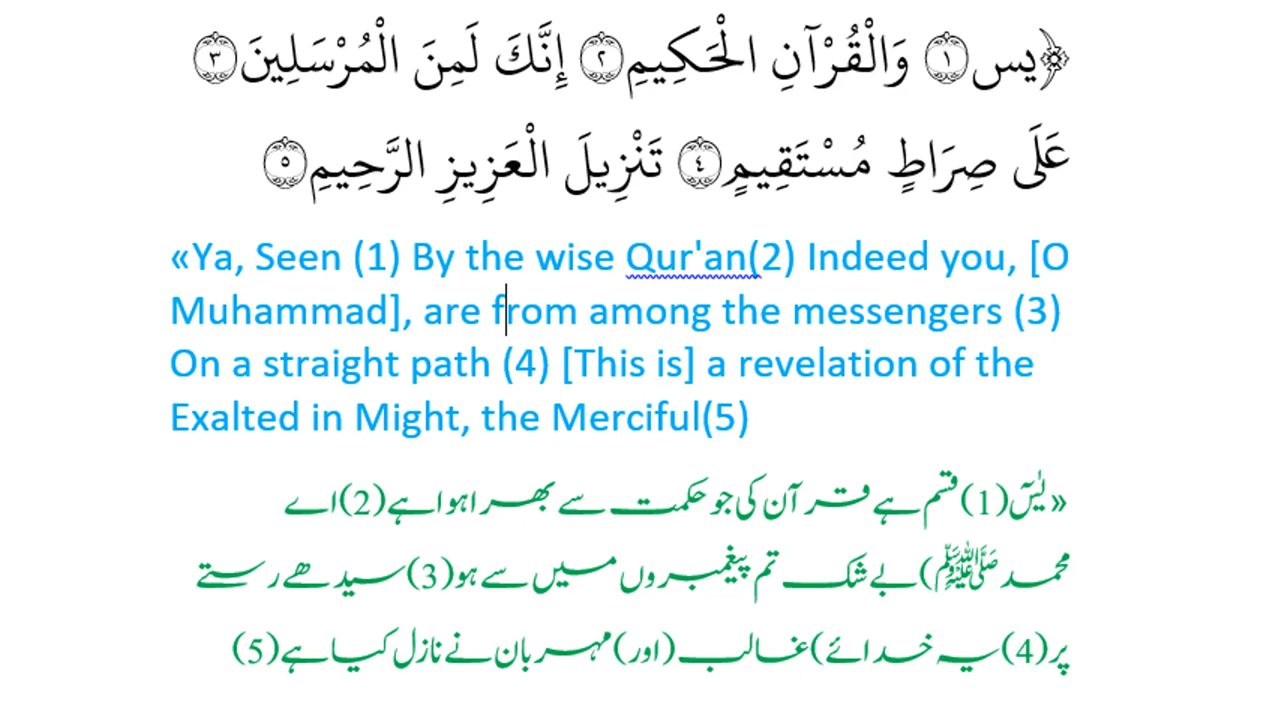 ﴿يس ١ وَالْقُرْآنِ الْحَكِيمِ ٢ إِنَّكَ لَمِنَ الْمُرْسَلِينَ ٣
عَلَى صِرَاطٍ مُسْتَقِيمٍ ٤ تَنْزِيلَ الْعَزِيزِ الرَّحِيمِ ٥
«Ya, Seen (1) By the wise Qur'an(2) Indeed you, [O
Muhammad], are from among the messengers (3)
On a straight path (4) [This is] a revelation of the
Exalted in Might, the Merciful(5)
»یٰسٓ(1)قسم ہے قرآن کی جو حکمت سے بھرا ہوا ہے(2)اے
محمدﷺ)بے شک تم پیغمبروں میں سے ہو(3)سیدھے رستے
پر(4)یہ خدائے)غالب(اور)مہربان نے نازل کیا ہے(5)